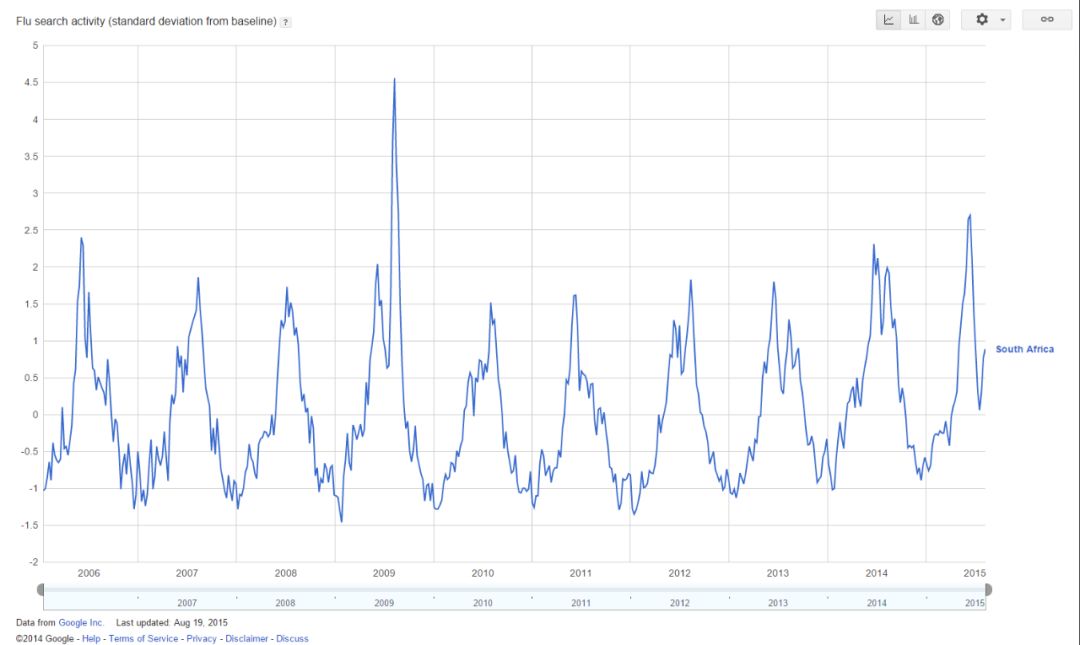 Flu search activity (standard deviation from baseline) ?
5
4.5
4
3.5
3
2.5
2
1.5
1
South Africa
0.5
0
-0.5
-1
-1.5
-2
2006 2007 2008 2009 2010 2011 2012 2013 2014 2015
2007 2008 2009 2010 2011 2012 2013 2014 2015
Data from Google Inc. Last updated: Aug 19, 2015
©2014 Google - Help - Terms of Service - Privacy - Disclaimer - Discuss